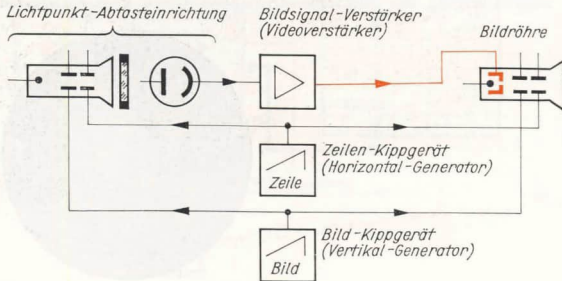 Lichtpunkt-Abtasteinrichtung
Bildsignal-Verstärker
(Videoverstärker)
Bildröhre
Zeile
Zeilen-Kippgerät
(Horizontal-Generator)
Bild
Bild-Kippgerät
(Vertikal-Generator)